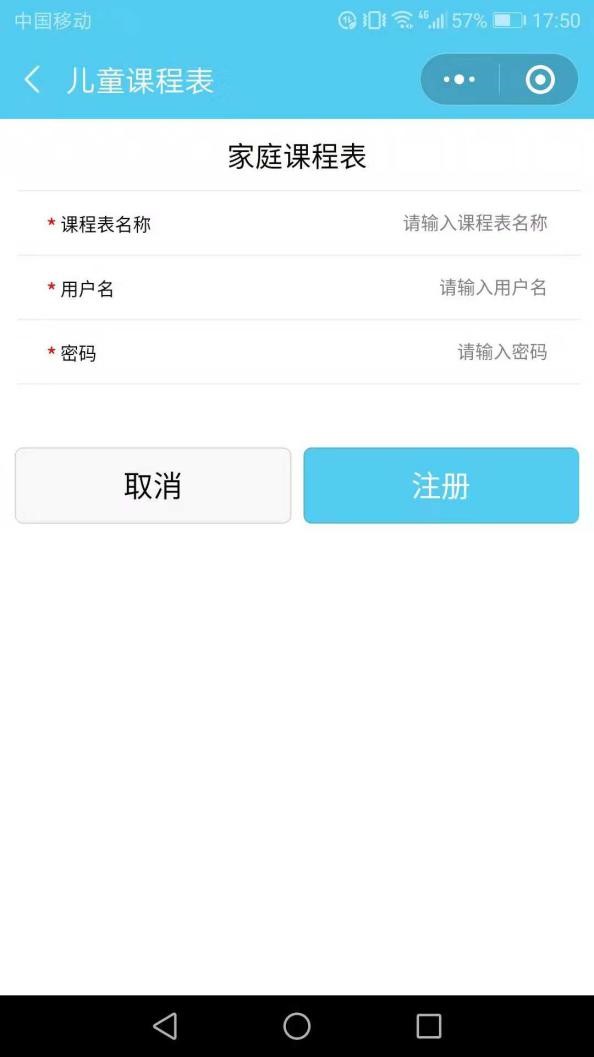 中国移动 4G 57% 17:50
儿童课程表
家庭课程表
* 课程表名称 请输入课程表名称
* 用户名 请输入用户名
* 密码 请输入密码
取消 注册